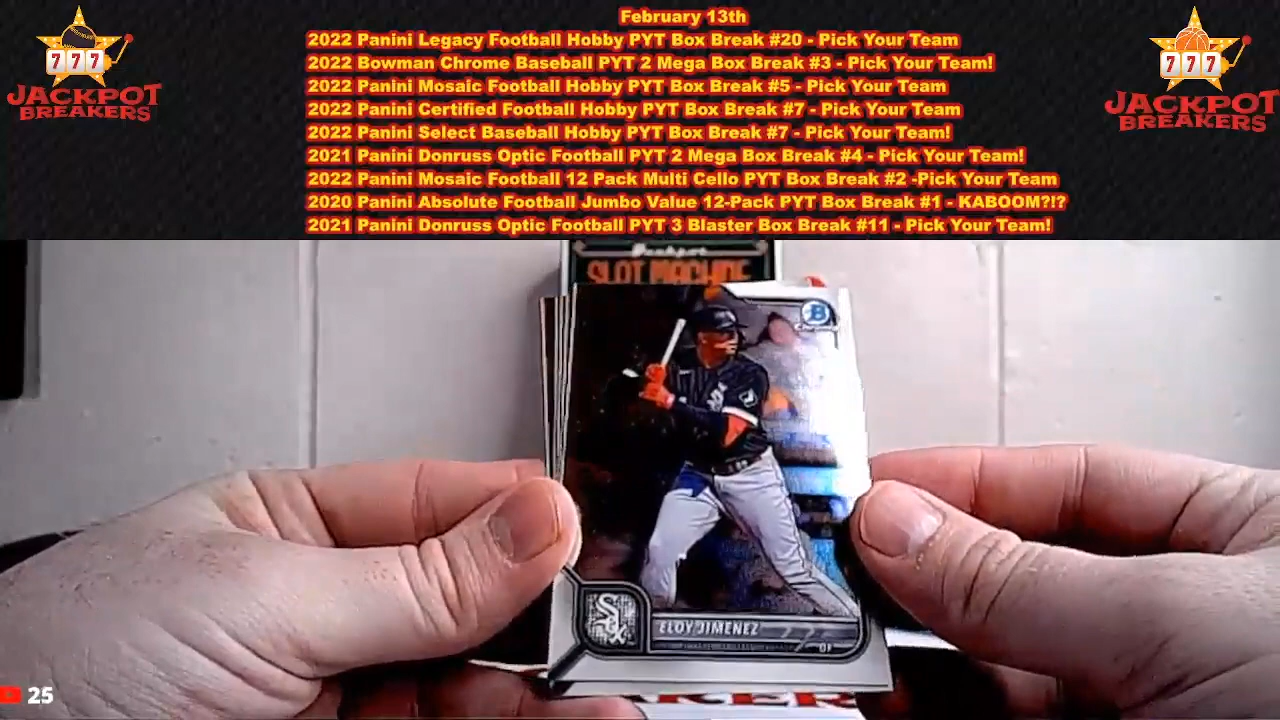 February 13th
2022 Panini Legacy Football Hobby PYT Box Break #20 - Pick Your Team
2022 Bowman Chrome Baseball PYT 2 Mega Box Break #3 - Pick Your Team!
2022 Panini Mosaic Football Hobby PYT Box Break #5 - Pick Your Team
2022 Panini Certified Football Hobby PYT Box Break #7 - Pick Your Team
2022 Panini Select Baseball Hobby PYT Box Break #7 - Pick Your Team!
2021 Panini Donruss Optic Football PYT 2 Mega Box Break #4 - Pick Your Team!
2022 Panini Mosaic Football 12 Pack Multi Cello PYT Box Break #2 -Pick Your Team
2020 Panini Absolute Football Jumbo Value 12-Pack PYT Box Break #1 - KABOOM?!?
2021 Panini Donruss Optic Football PYT 3 Blaster Box Break #11 - Pick Your Team!
777
JACKPOT
BREAKERS
777
JACKPOT
BREAKERS
Jackpot
SLOT MACHINE
B
Sox
ELOY JIMENEZ
OF
25